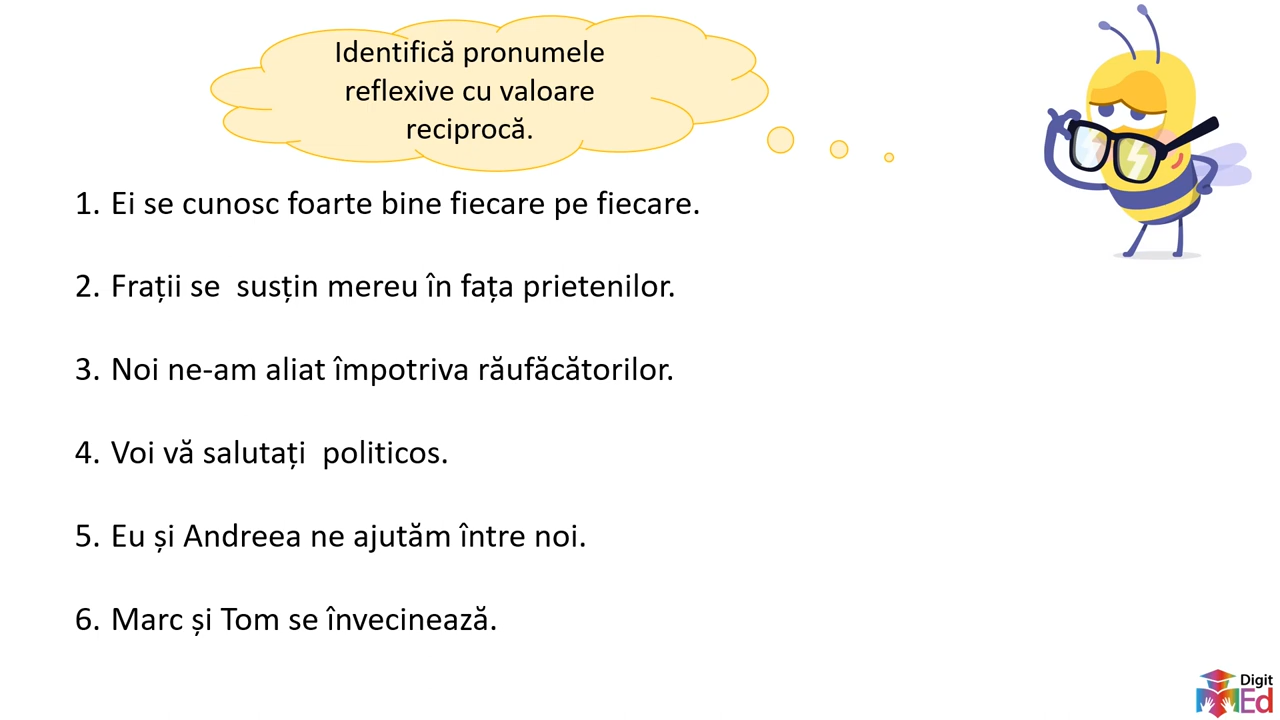 Identifică pronumele
reflexive cu valoare
reciprocă.
1. Ei se cunosc foarte bine fiecare pe fiecare.
2. Frații se  susțin mereu în fața prietenilor.
3. Noi ne-am aliat împotriva răufăcătorilor.
4. Voi vă salutați  politicos.
5. Eu și Andreea ne ajutăm între noi.
6. Marc și Tom se învecinează.
Digit
Ed